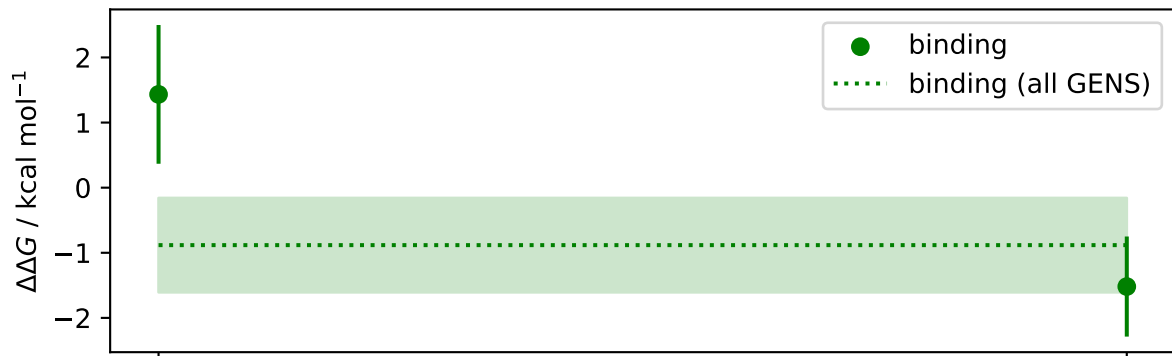 2
1
0
−1
−2
ΔΔG / kcal mol⁻¹
binding
binding (all GENS)